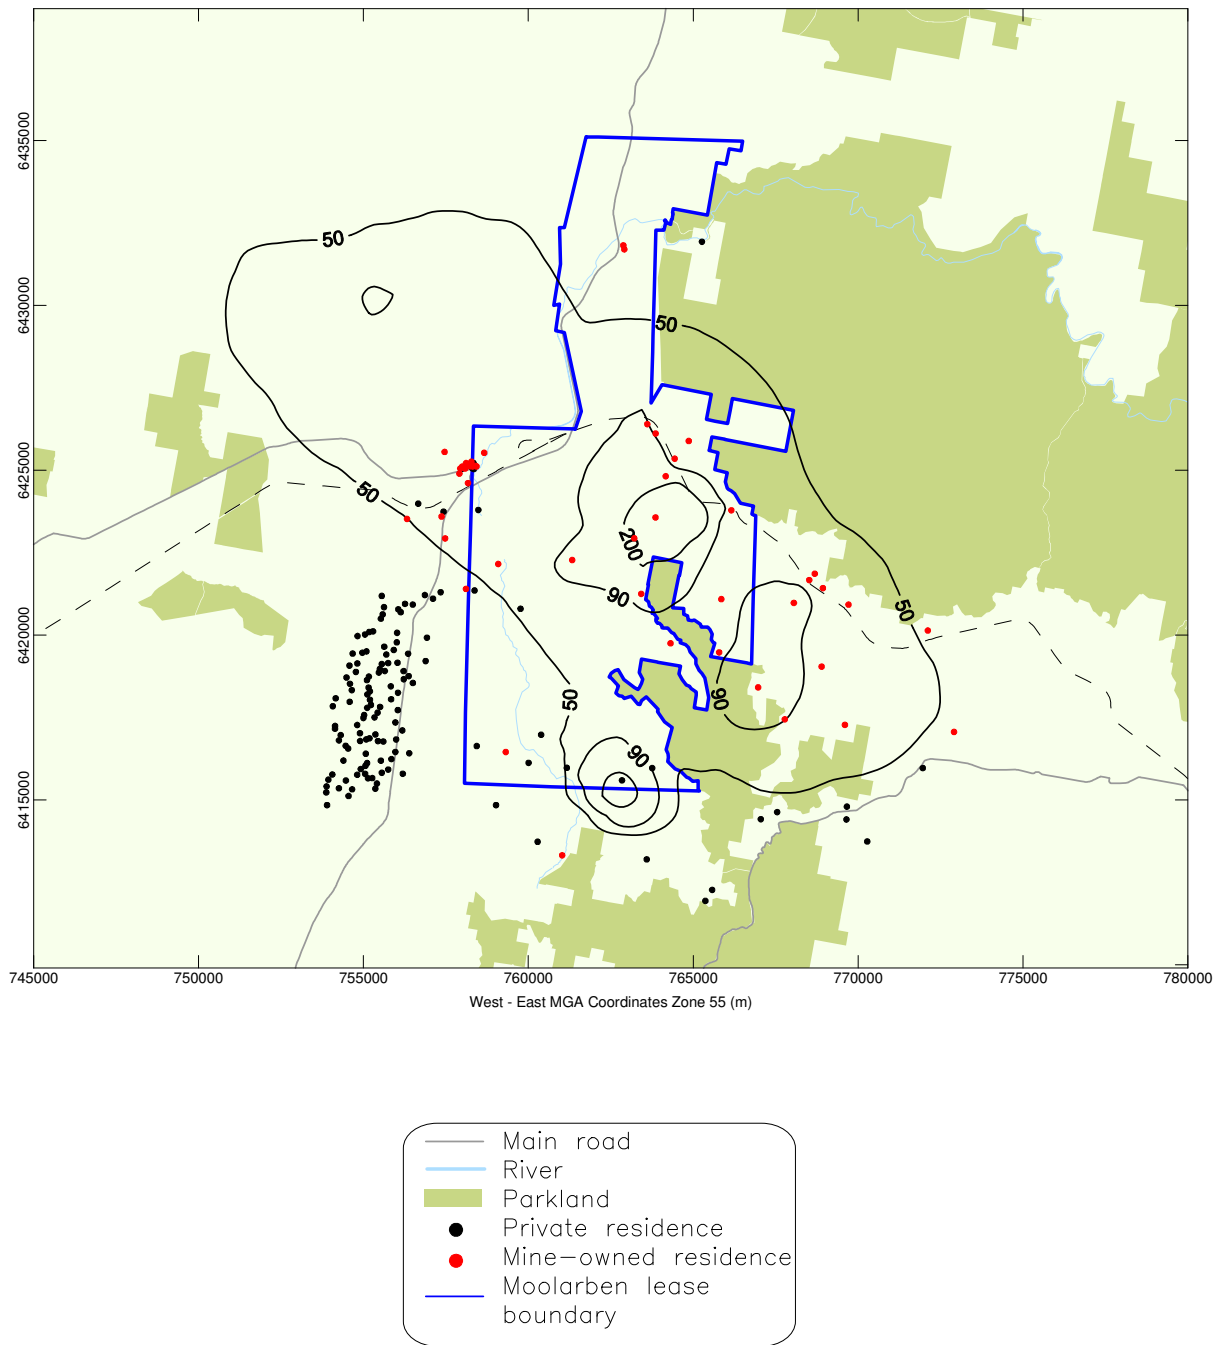 6435000
50
6430000
50
6425000
50
200
90
6420000
50
50
90
90
6415000
745000 750000 755000 760000 765000 770000 775000 780000
West - East MGA Coordinates Zone 55 (m)
Main road
River
Parkland
Private residence
Mine-owned residence
Moolarben lease
boundary